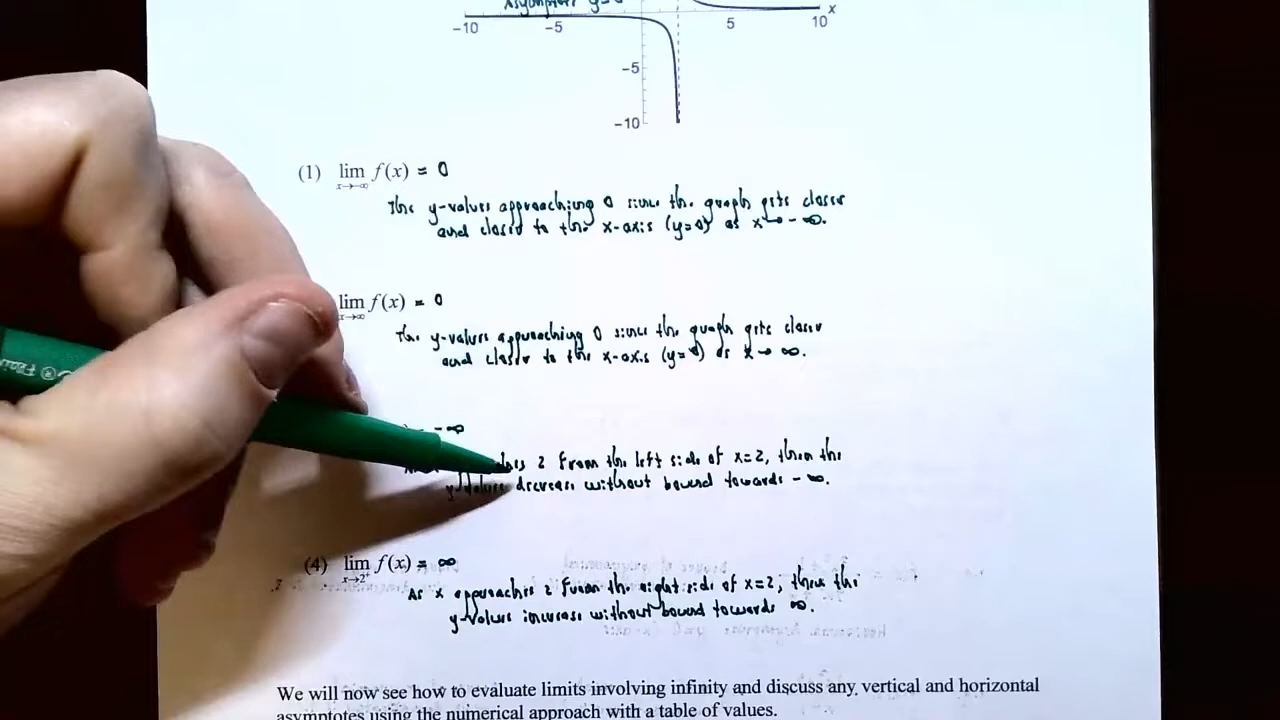 Asymptote y=0
x
-10 -5 5 10
-5
-10
(1) lim f(x) = 0
x→-∞
The y-values approaching 0 since the graph gets closer
and closer to the x-axis (y=0) as x→ -∞.
lim f(x) = 0
x→∞
The y-values approaching 0 since the graph gets closer
and closer to the x-axis (y=0) as x→ ∞.
-∞
2 from the left side of x=2, then the
y-values decrease without bound towards -∞.
(4) lim f(x) = ∞
x→2⁺
As x approaches 2 from the right side of x=2, then the
y-values increase without bound towards ∞.
We will now see how to evaluate limits involving infinity and discuss any vertical and horizontal
asymptotes using the numerical approach with a table of values.